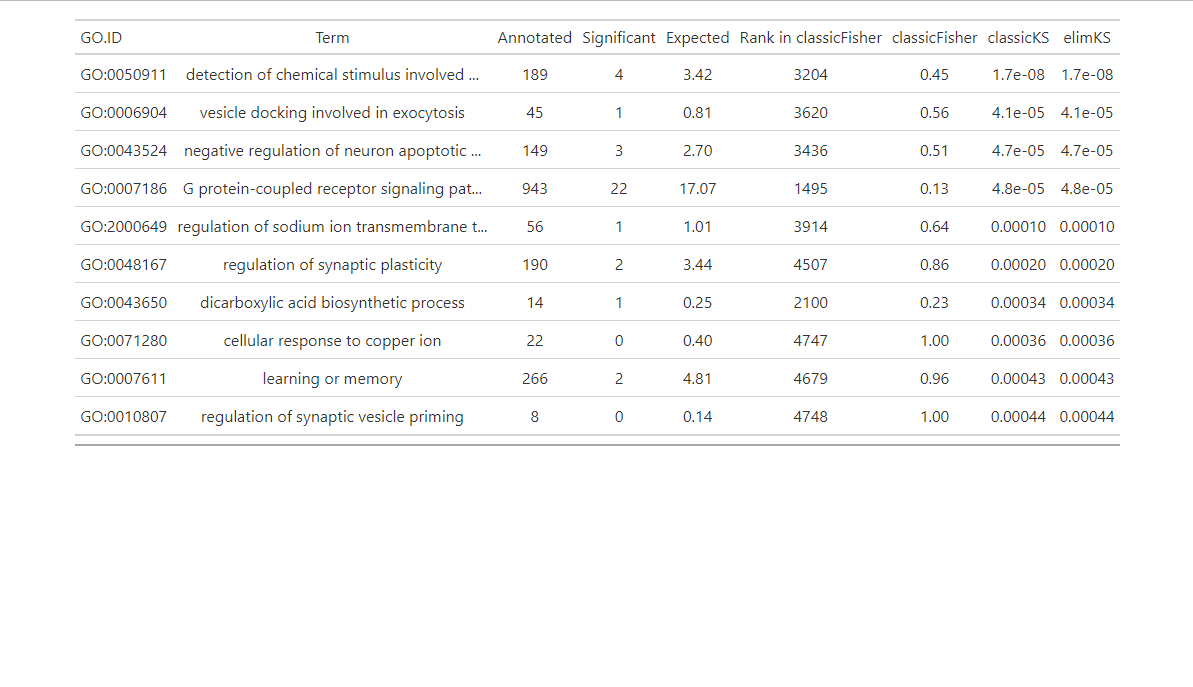 GO.ID Term Annotated Significant Expected Rank in classicFisher classicFisher classicKS elimKS
GO:0050911 detection of chemical stimulus involved ... 189 4 3.42 3204 0.45 1.7e-08 1.7e-08
GO:0006904 vesicle docking involved in exocytosis 45 1 0.81 3620 0.56 4.1e-05 4.1e-05
GO:0043524 negative regulation of neuron apoptotic ... 149 3 2.70 3436 0.51 4.7e-05 4.7e-05
GO:0007186 G protein-coupled receptor signaling pat... 943 22 17.07 1495 0.13 4.8e-05 4.8e-05
GO:2000649 regulation of sodium ion transmembrane t... 56 1 1.01 3914 0.64 0.00010 0.00010
GO:0048167 regulation of synaptic plasticity 190 2 3.44 4507 0.86 0.00020 0.00020
GO:0043650 dicarboxylic acid biosynthetic process 14 1 0.25 2100 0.23 0.00034 0.00034
GO:0071280 cellular response to copper ion 22 0 0.40 4747 1.00 0.00036 0.00036
GO:0007611 learning or memory 266 2 4.81 4679 0.96 0.00043 0.00043
GO:0010807 regulation of synaptic vesicle priming 8 0 0.14 4748 1.00 0.00044 0.00044